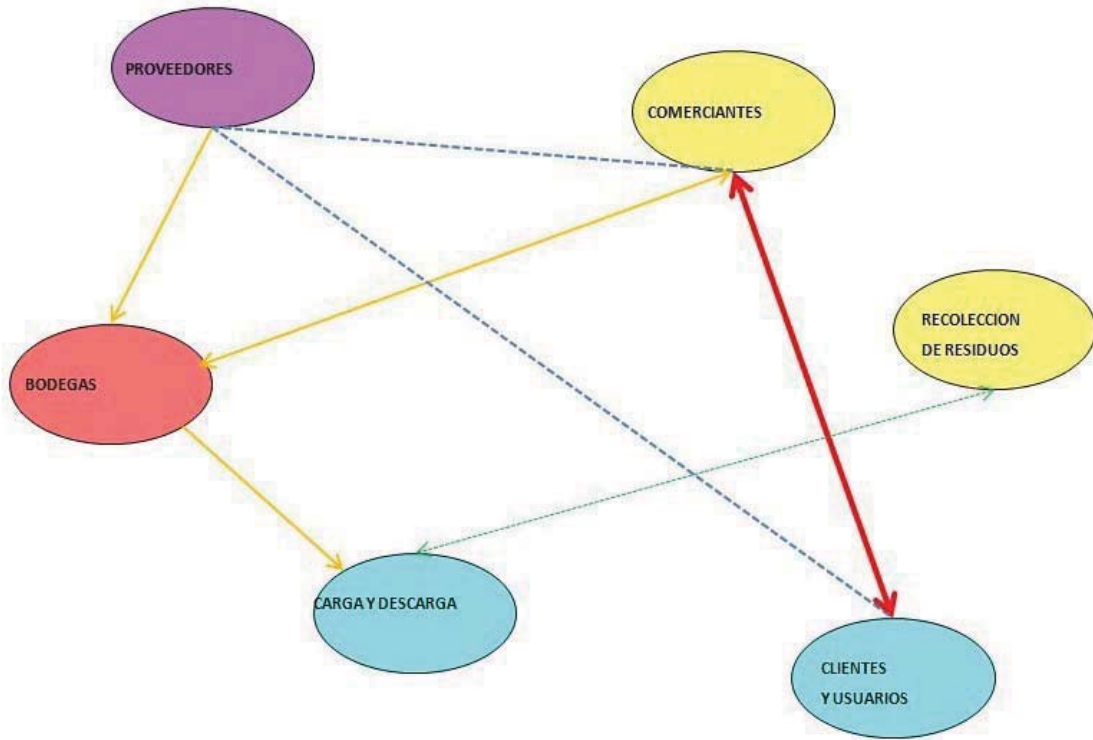 PROVEEDORES
COMERCIANTES
RECOLECCION
DE RESIDUOS
BODEGAS
CARGA Y DESCARGA
CLIENTES
Y USUARIOS